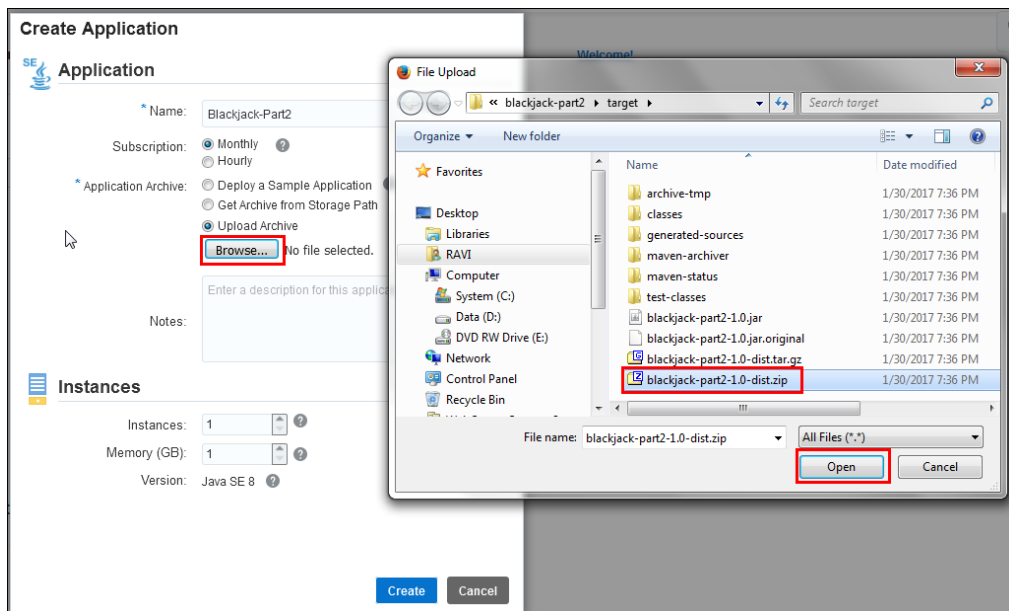 Create Application
SE
Application
* Name: Blackjack-Part2
Subscription: Monthly
Hourly
* Application Archive: Deploy a Sample Application
Get Archive from Storage Path
Upload Archive
Browse... No file selected.
Enter a description for this applica
Notes:
Instances
Instances: 1
Memory (GB): 1
Version: Java SE 8
Create Cancel
Welcome!
File Upload
« blackjack-part2 target Search target
Organize New folder
Favorites
Desktop
Libraries
RAVI
Computer
System (C:)
Data (D:)
DVD RW Drive (E:)
Network
Control Panel
Recycle Bin
Name Date modified
archive-tmp 1/30/2017 7:36 PM
classes 1/30/2017 7:36 PM
generated-sources 1/30/2017 7:36 PM
maven-archiver 1/30/2017 7:36 PM
maven-status 1/30/2017 7:36 PM
test-classes 1/30/2017 7:36 PM
blackjack-part2-1.0.jar 1/30/2017 7:36 PM
blackjack-part2-1.0.jar.original 1/30/2017 7:36 PM
blackjack-part2-1.0-dist.tar.gz 1/30/2017 7:36 PM
blackjack-part2-1.0-dist.zip 1/30/2017 7:36 PM
File name: blackjack-part2-1.0-dist.zip All Files (*.*)
Open Cancel